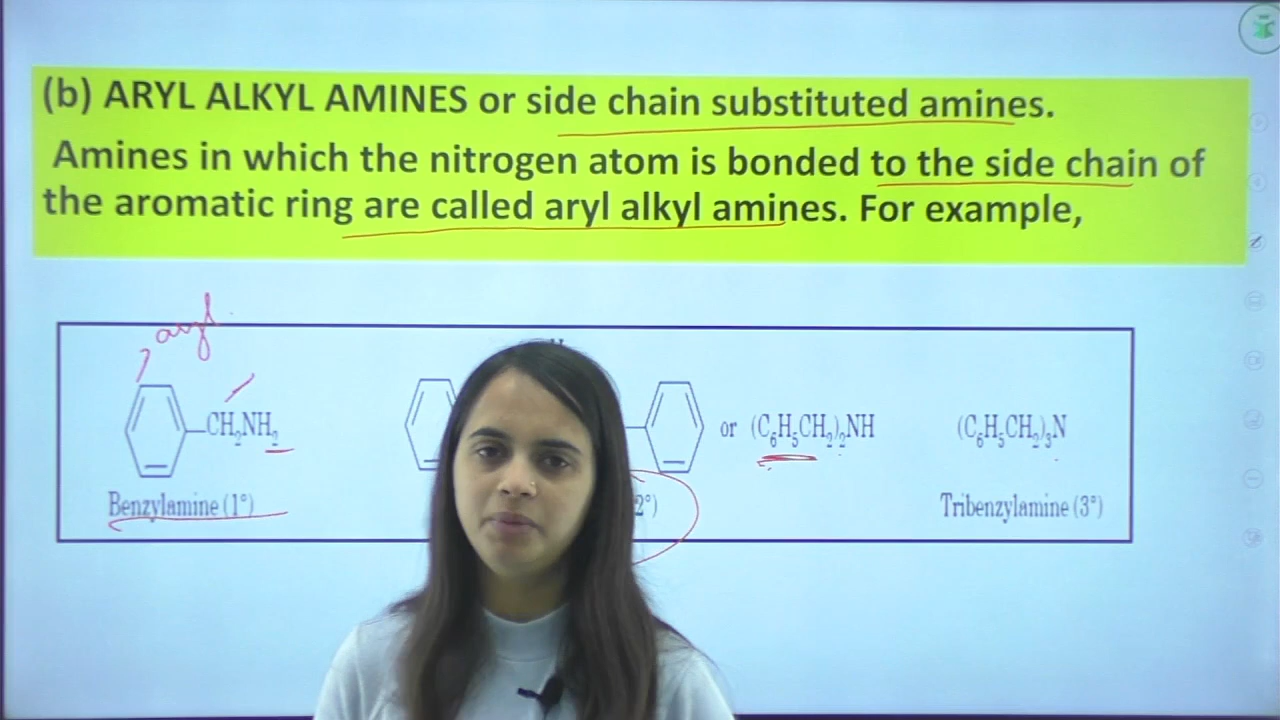 (b) ARYL ALKYL AMINES or side chain substituted amines.
Amines in which the nitrogen atom is bonded to the side chain of
the aromatic ring are called aryl alkyl amines. For example,
aryl
CH₂NH₂
or (C₆H₅CH₂)₂NH
(C₆H₅CH₂)₃N
Benzylamine (1°)
2°)
Tribenzylamine (3°)